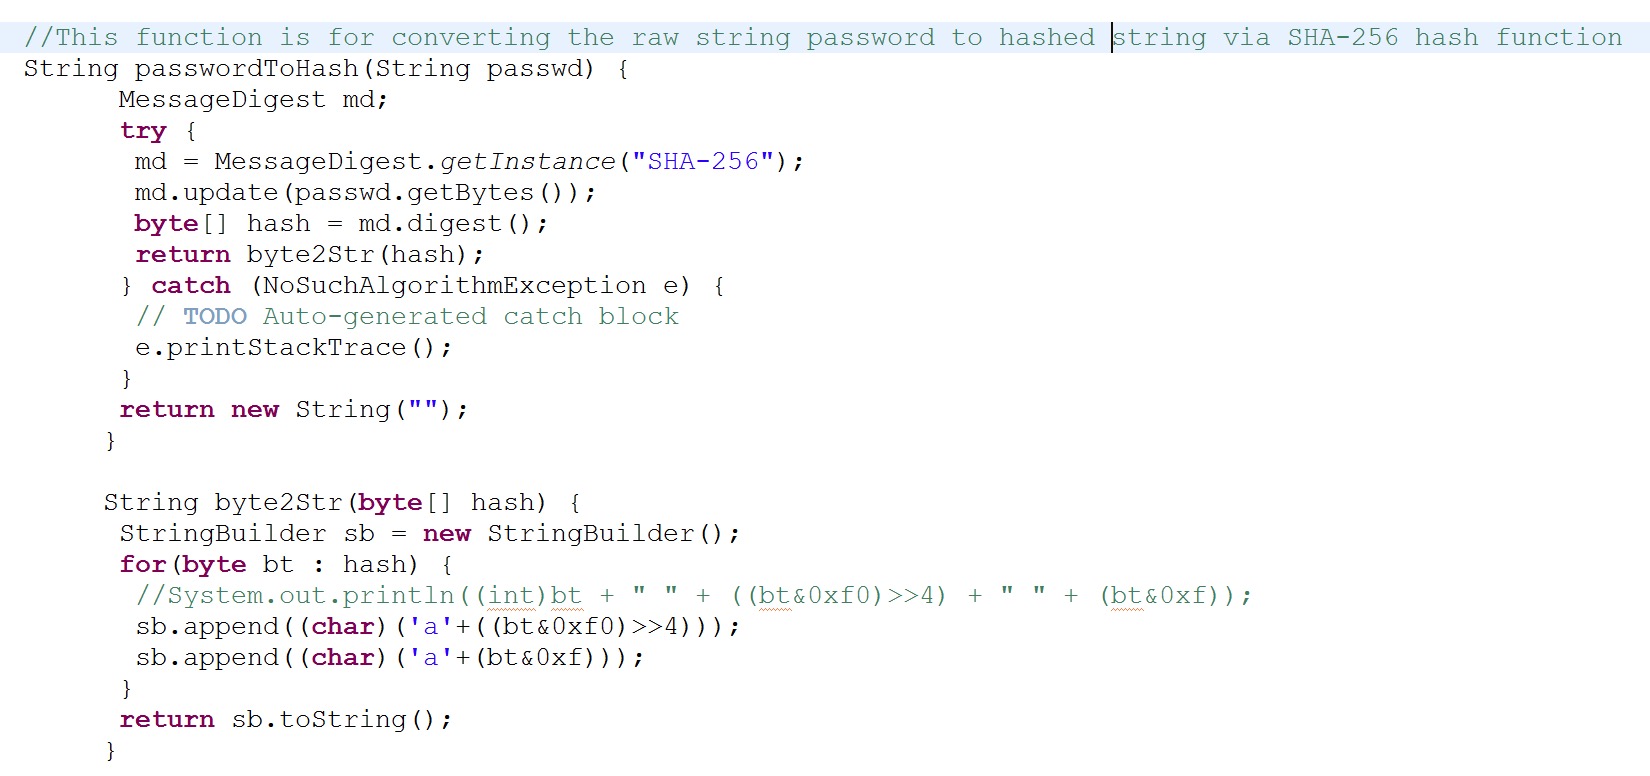 //This function is for converting the raw string password to hashed string via SHA-256 hash function
String passwordToHash(String passwd) {
MessageDigest md;
try {
md = MessageDigest.getInstance("SHA-256");
md.update(passwd.getBytes());
byte[] hash = md.digest();
return byte2Str(hash);
} catch (NoSuchAlgorithmException e) {
// TODO Auto-generated catch block
e.printStackTrace();
}
return new String("");
}
String byte2Str(byte[] hash) {
StringBuilder sb = new StringBuilder();
for(byte bt : hash) {
//System.out.println((int)bt + " " + ((bt&0xf0)>>4) + " " + (bt&0xf));
sb.append((char)('a'+((bt&0xf0)>>4)));
sb.append((char)('a'+(bt&0xf)));
}
return sb.toString();
}